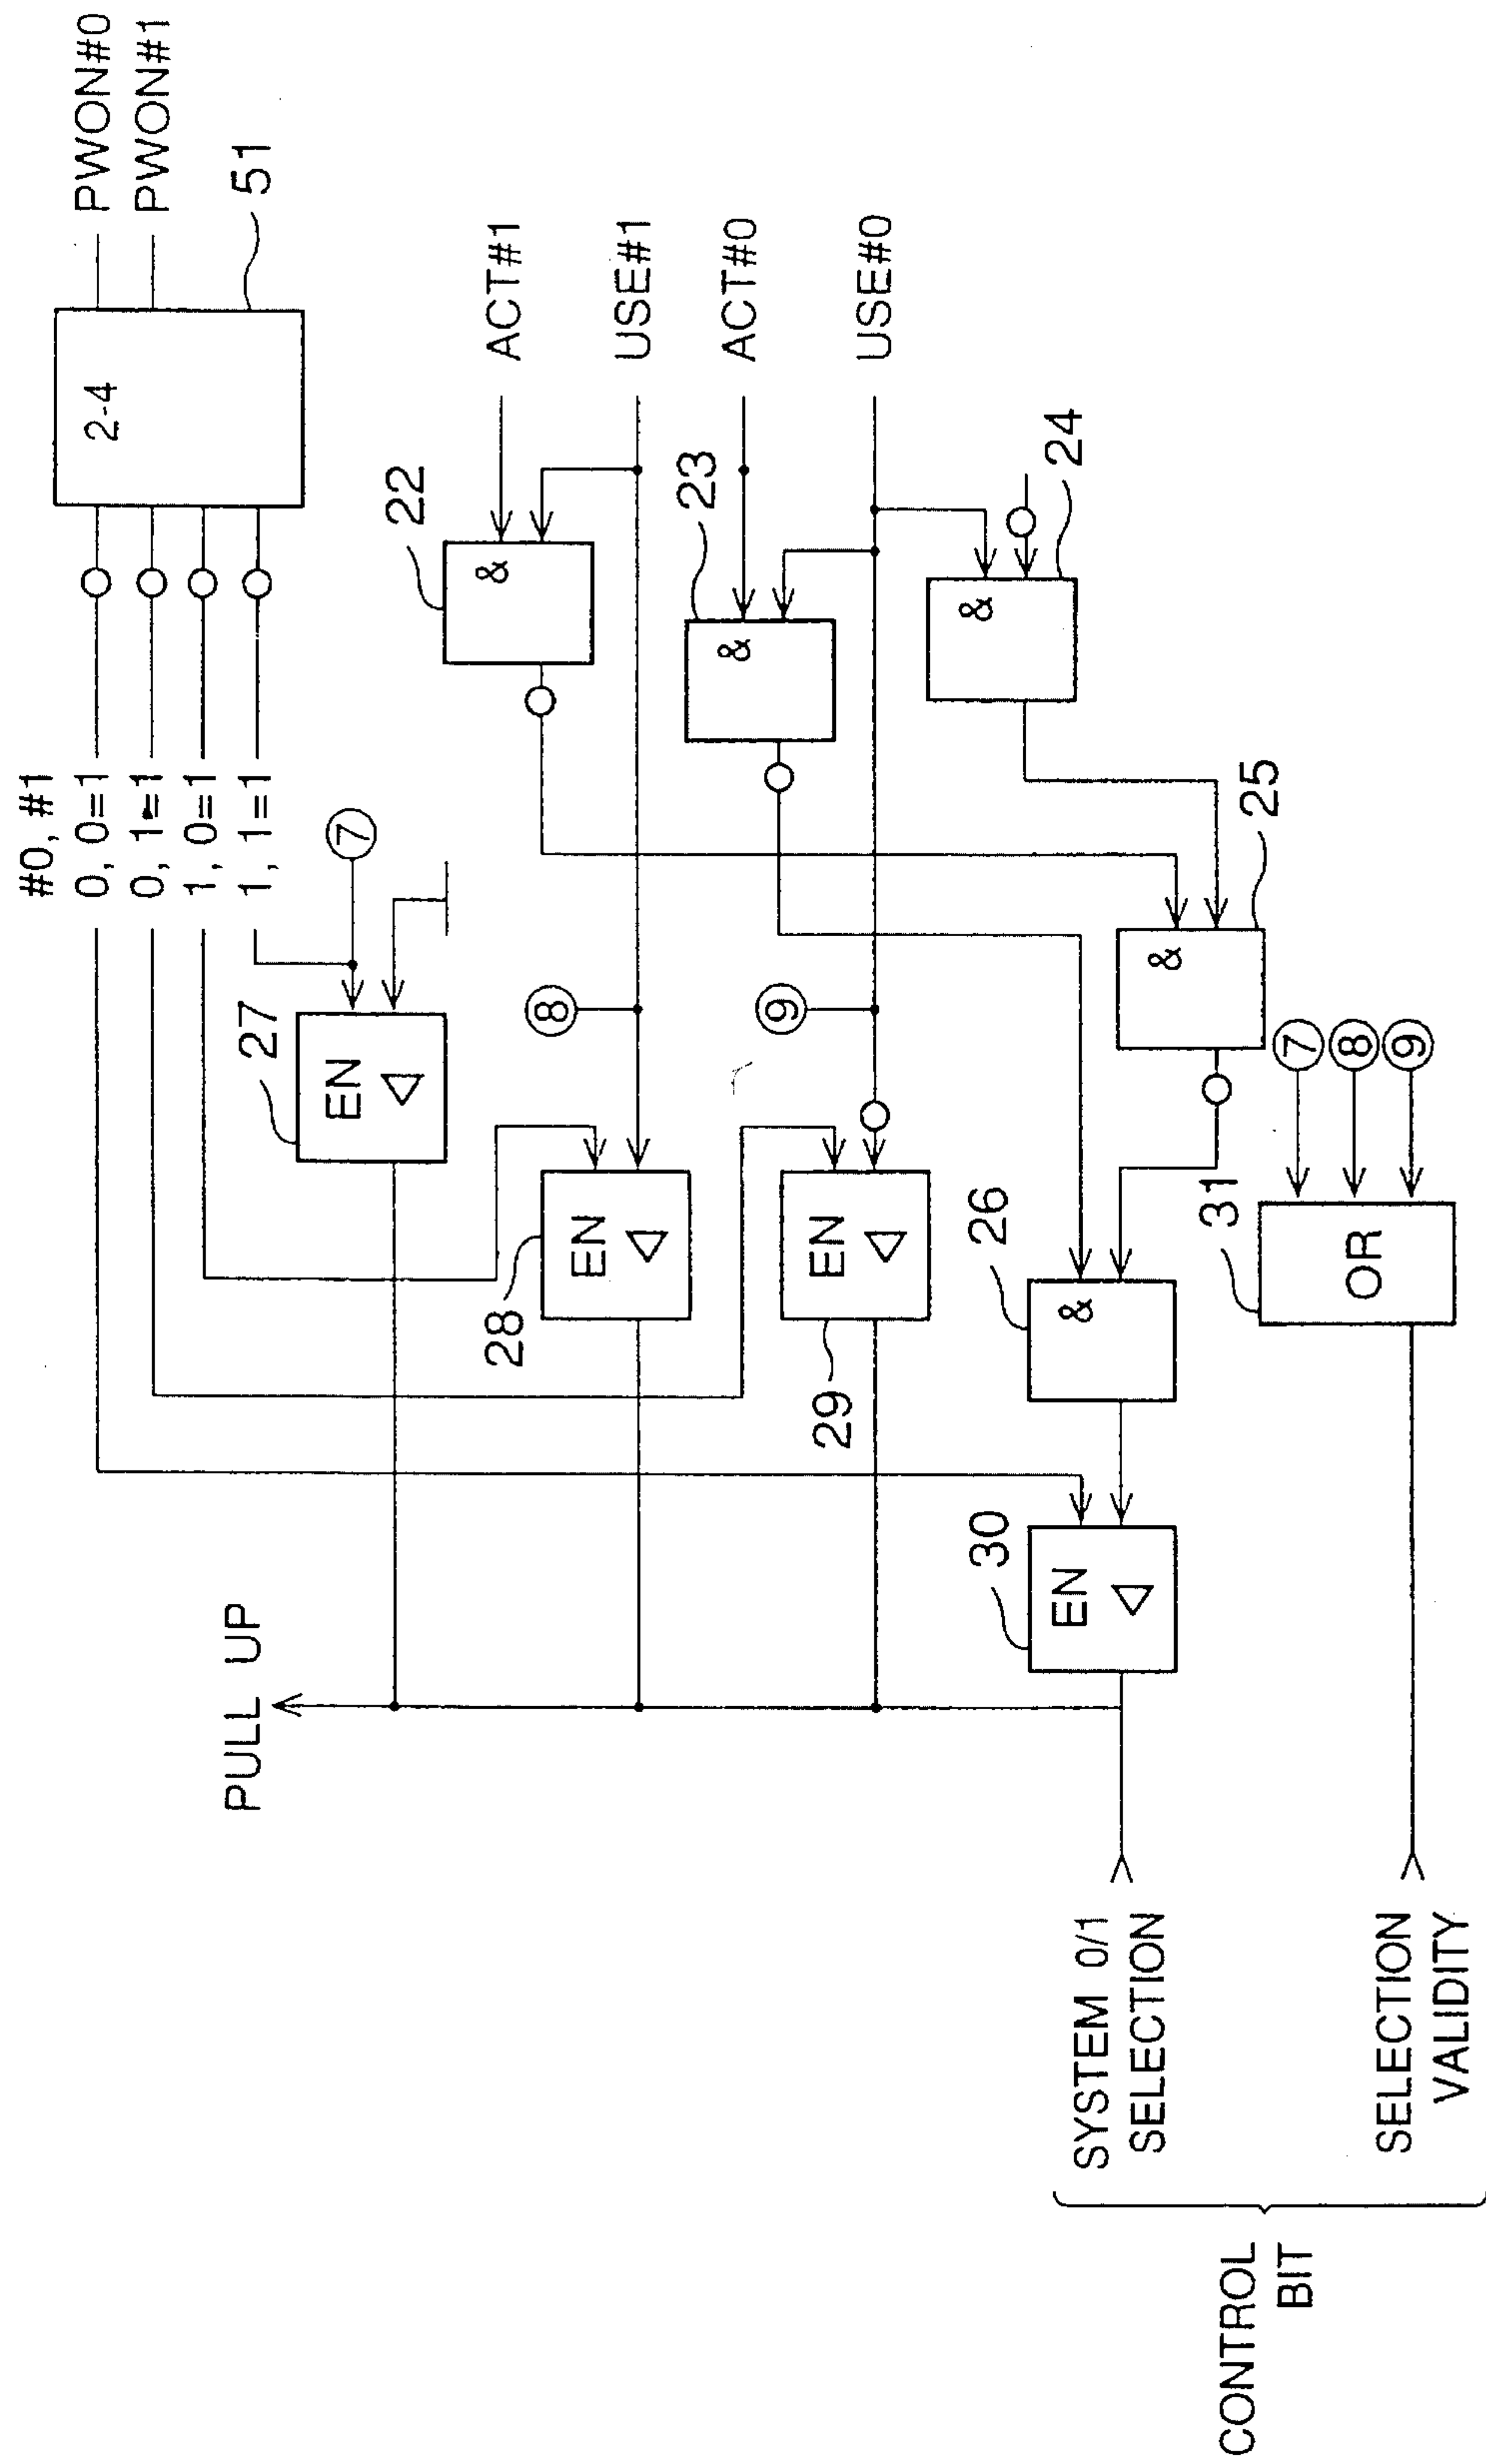 #0, #1
0, 0=1
2-4
PWON#0
0, 1=1
PWON#1
1, 0=1
1, 1=1
51
PULL UP
27
7
EN
22
&
ACT#1
28
8
EN
USE#1
23
&
ACT#0
9
EN
29
USE#0
24
&
30
EN
26
&
25
&
SYSTEM 0/1
SELECTION
31
OR
7
8
9
SELECTION
VALIDITY
CONTROL
BIT